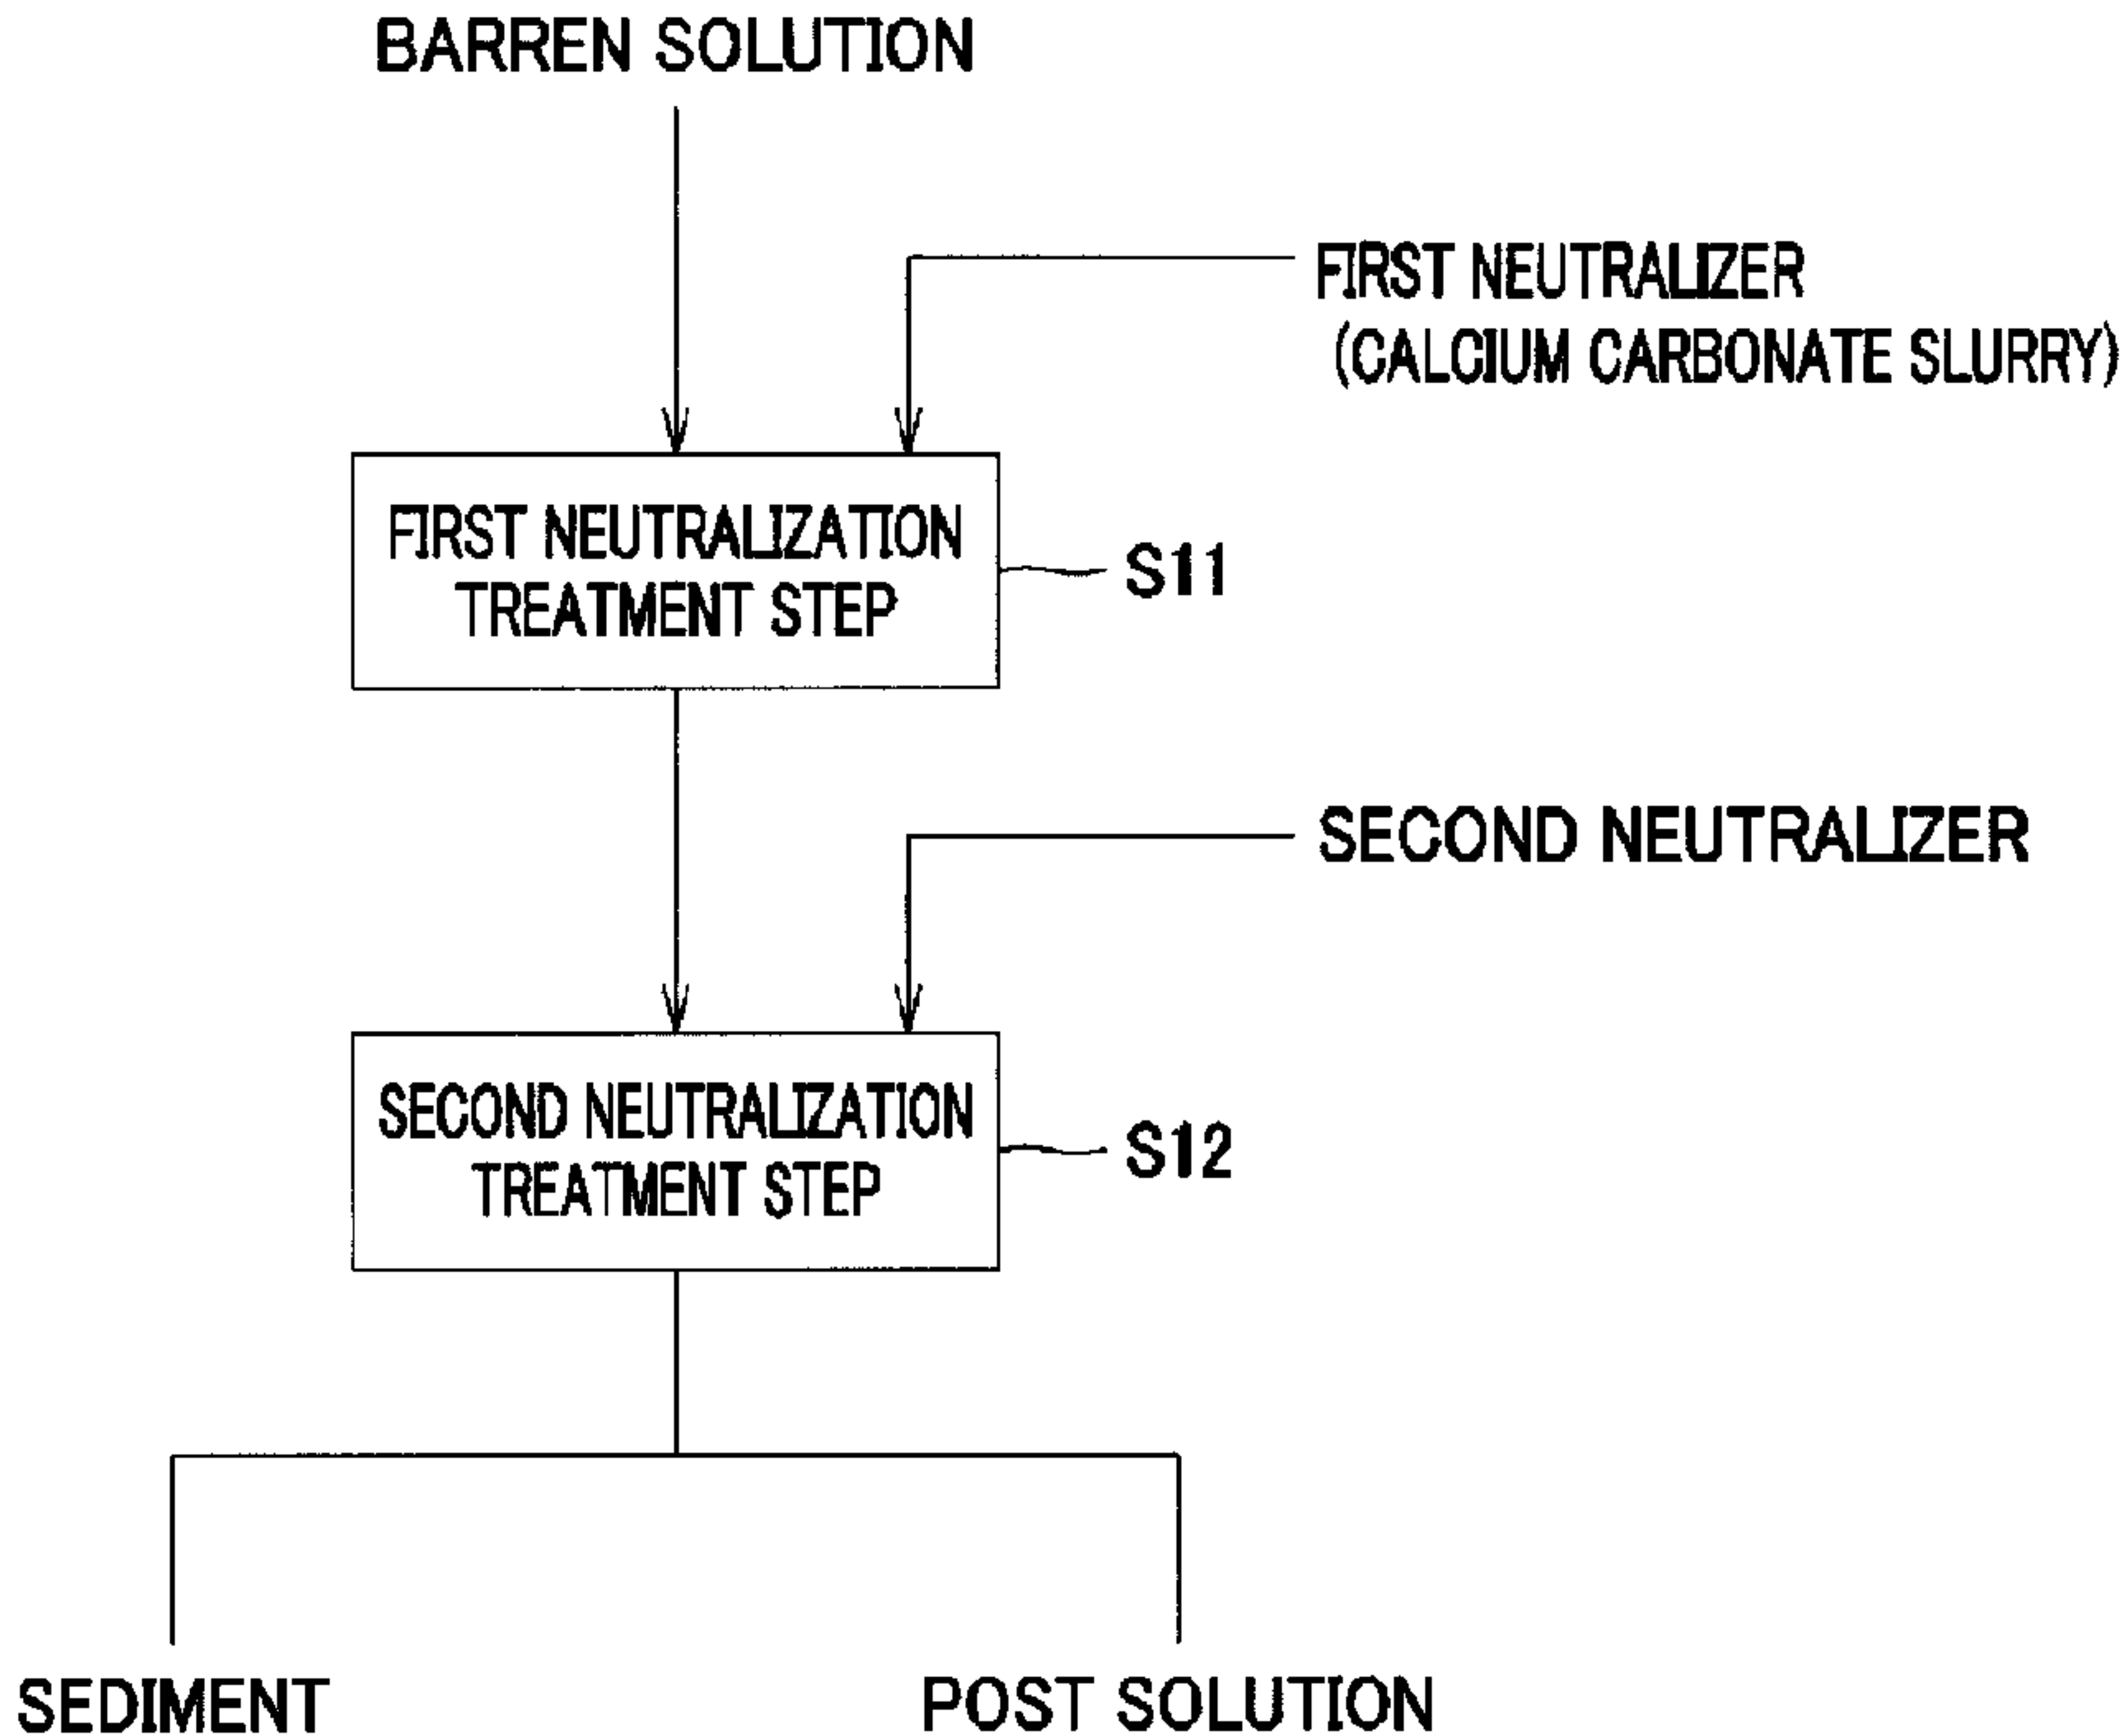 BARREN SOLUTION
FIRST NEUTRALIZER
(CALCIUM CARBONATE SLURRY)
FIRST NEUTRALIZATION
TREATMENT STEP
S11
SECOND NEUTRALIZER
SECOND NEUTRALIZATION
TREATMENT STEP
S12
SEDIMENT
POST SOLUTION